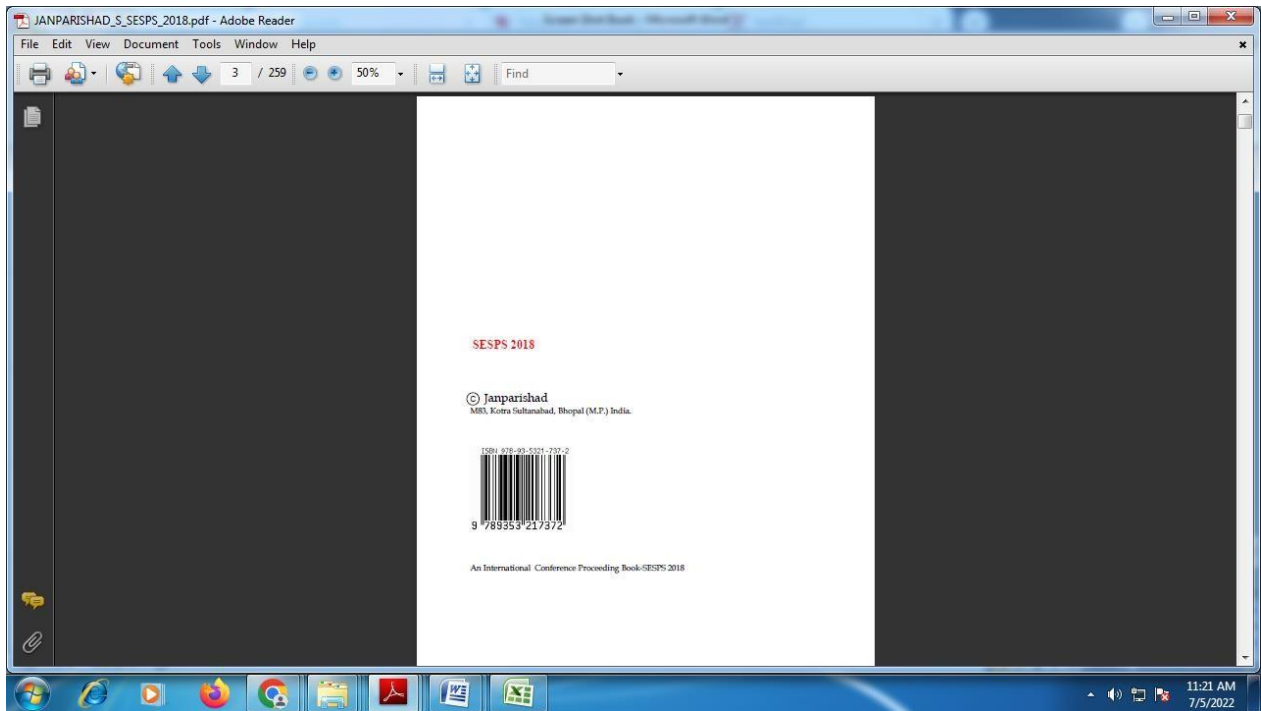 JANPARISHAD_S_SESPS_2018.pdf - Adobe Reader
File Edit View Document Tools Window Help
3 / 259 50% Find
SESPS 2018
© Janparishad
M83, Kotra Sultanabad, Bhopal (M.P.) India.
ISBN 978-93-5321-737-2
9 789353 217372
An International Conference Proceeding Book-SESPS 2018
11:21 AM
7/5/2022